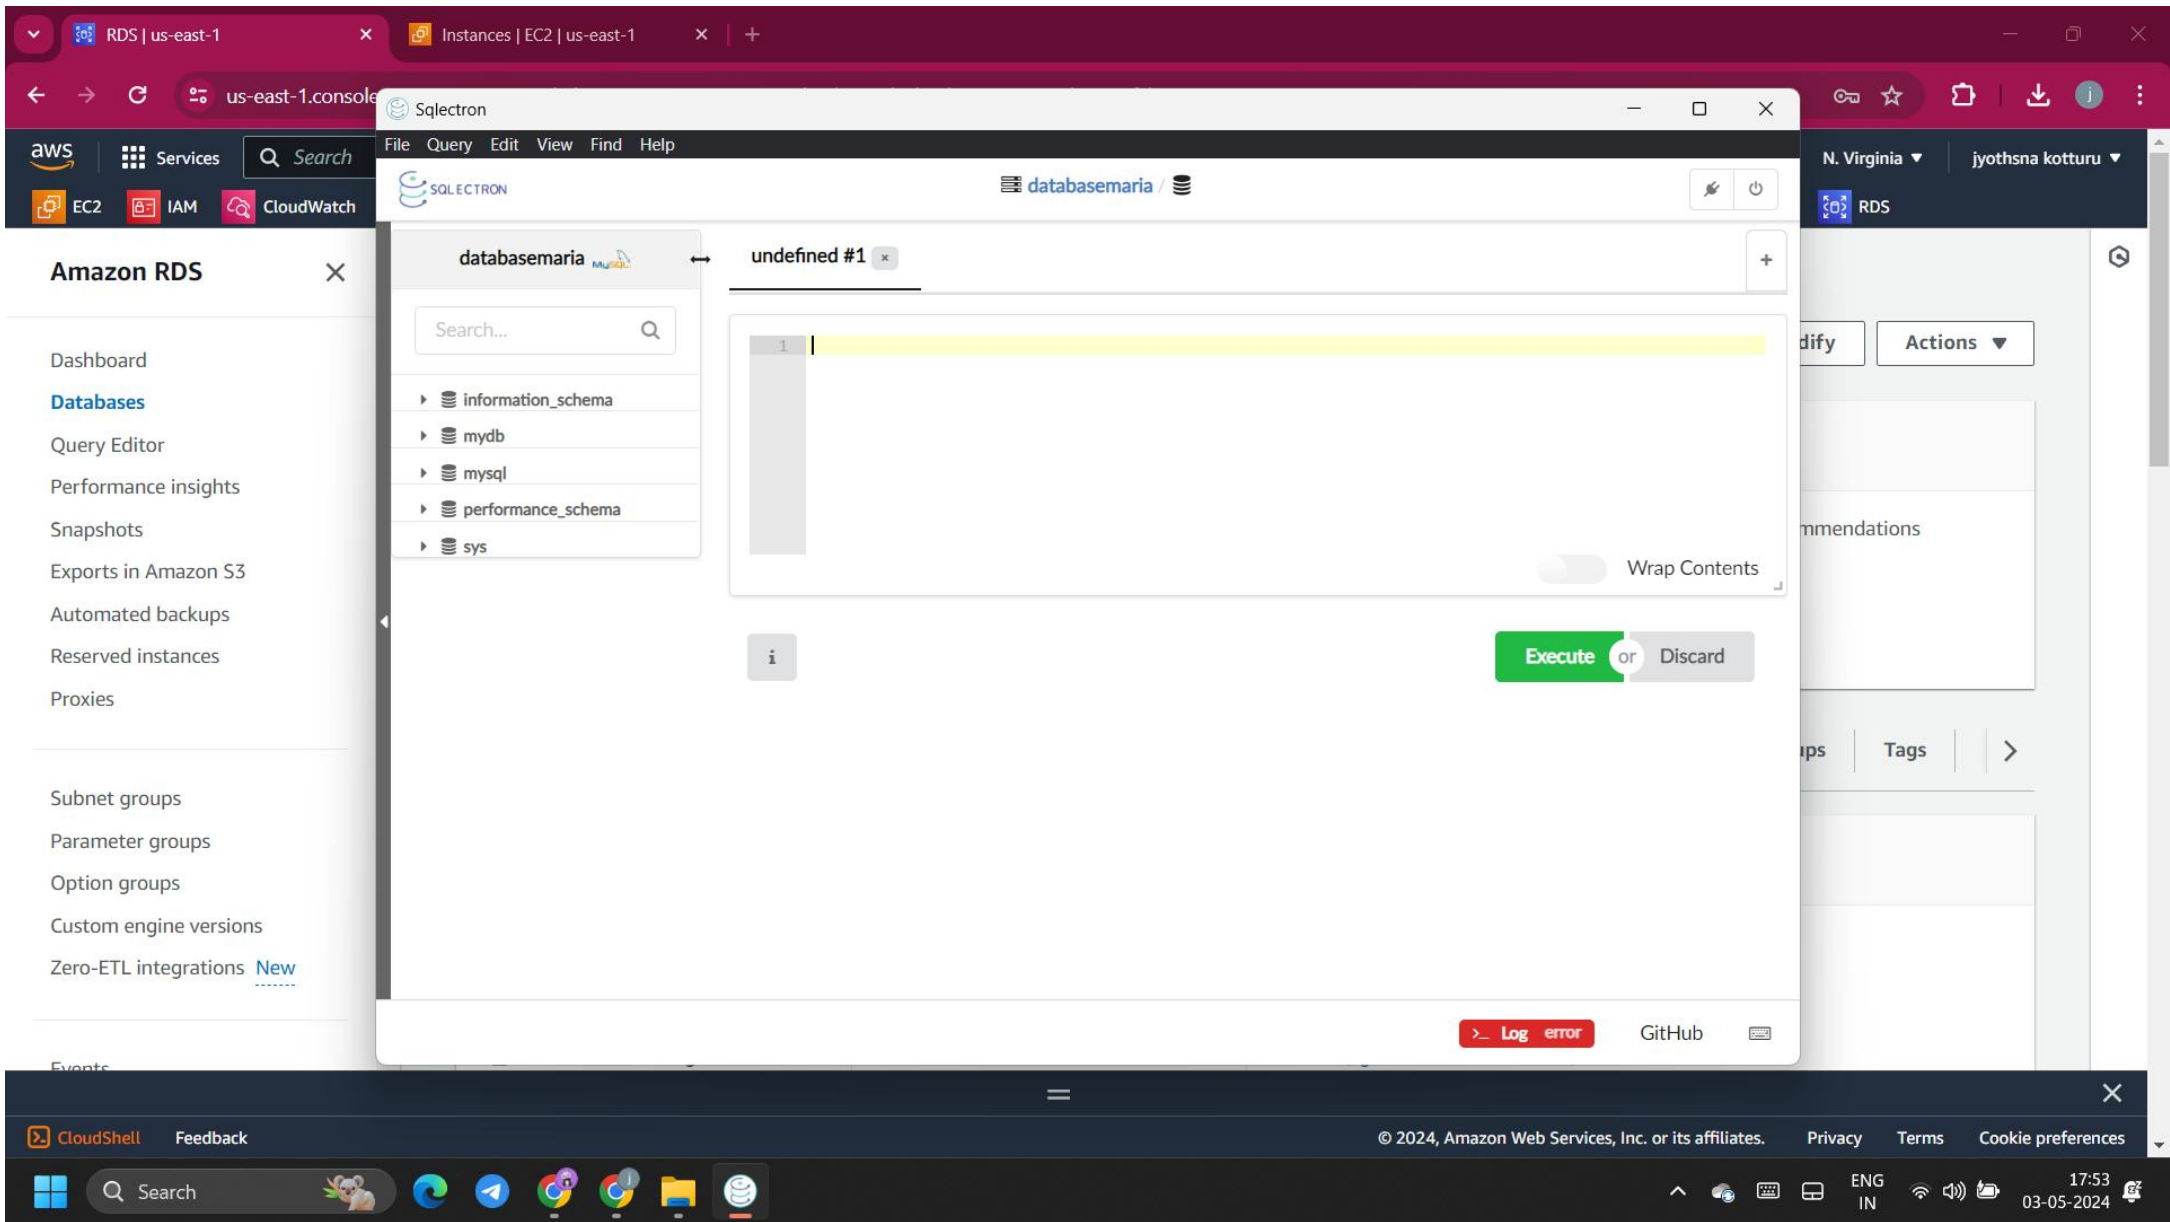 RDS | us-east-1
Instances | EC2 | us-east-1
us-east-1.console
Sqlectron
File Query Edit View Find Help
aws
Services
Search
N. Virginia
jyothsna kotturu
EC2
IAM
CloudWatch
RDS
SQLECTRON
databasemaria /
Amazon RDS
Dashboard
Databases
Query Editor
Performance insights
Snapshots
Exports in Amazon S3
Automated backups
Reserved instances
Proxies
Subnet groups
Parameter groups
Option groups
Custom engine versions
Zero-ETL integrations New
Events
databasemaria MySQL
Search...
information_schema
mydb
mysql
performance_schema
sys
undefined #1
+
1
Wrap Contents
i
Execute or Discard
>_ Log error
GitHub
dify
Actions
mmendations
ups
Tags
CloudShell
Feedback
© 2024, Amazon Web Services, Inc. or its affiliates.
Privacy
Terms
Cookie preferences
Search
ENG
IN
17:53
03-05-2024